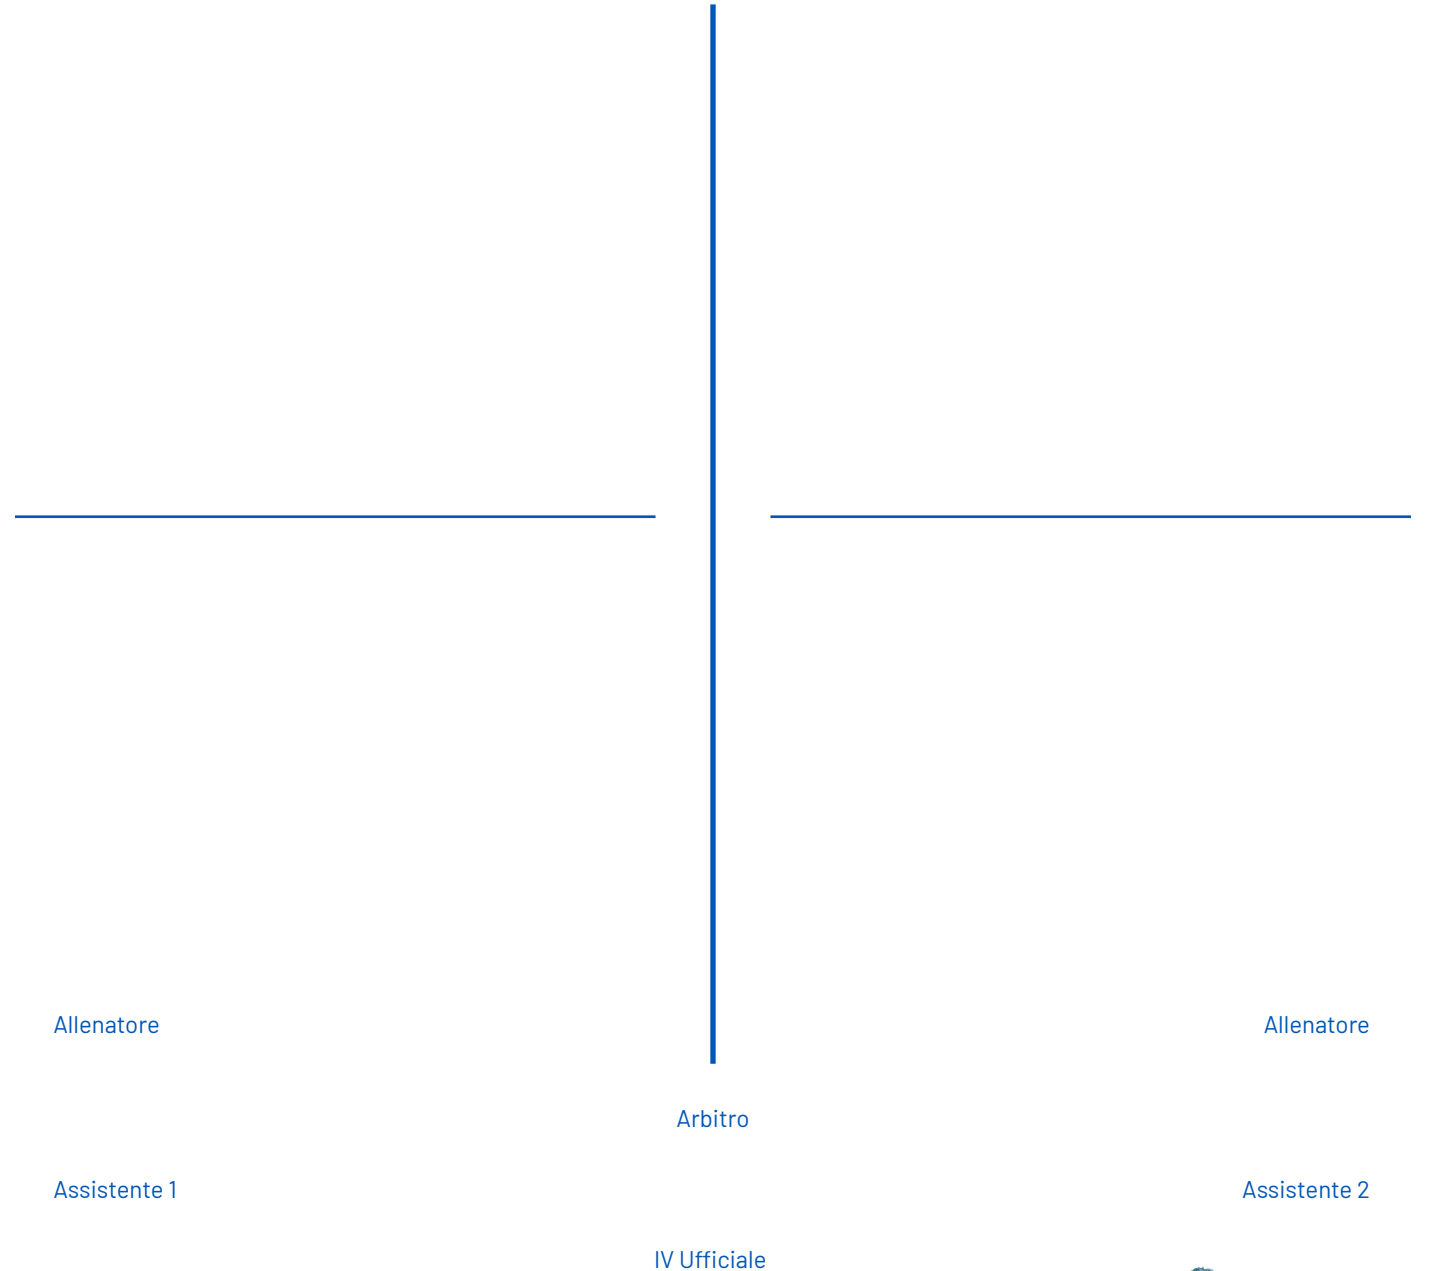 Allenatore
Allenatore
Arbitro
Assistente 1
Assistente 2
IV Ufficiale